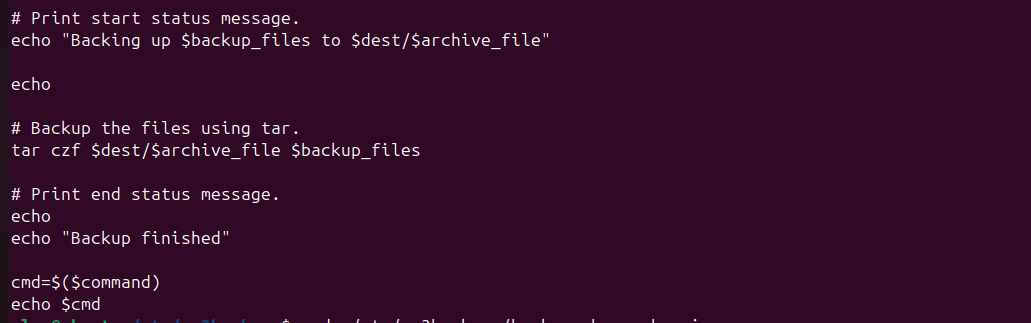 # Print start status message.
echo "Backing up $backup_files to $dest/$archive_file"
echo
# Backup the files using tar.
tar czf $dest/$archive_file $backup_files
# Print end status message.
echo
echo "Backup finished"
cmd=$($command)
echo $cmd